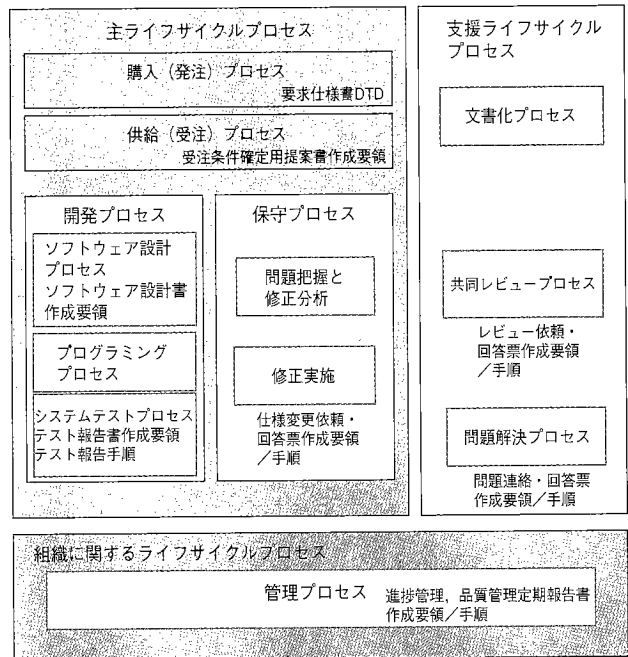 主ライフサイクルプロセス
購入（発注）プロセス
要求仕様書DTD
供給（受注）プロセス
受注条件確定用提案書作成要領
開発プロセス
ソフトウェア設計
プロセス
ソフトウェア設計書
作成要領
プログラミング
プロセス
システムテストプロセス
テスト報告書作成要領
テスト報告手順
保守プロセス
問題把握と
修正分析
修正実施
仕様変更依頼・
回答票作成要領
／手順
支援ライフサイクル
プロセス
文書化プロセス
共同レビュープロセス
レビュー依頼・
回答票作成要領
／手順
問題解決プロセス
問題連絡・回答票
作成要領／手順
組織に関するライフサイクルプロセス
管理プロセス
進捗管理，品質管理定期報告書
作成要領／手順